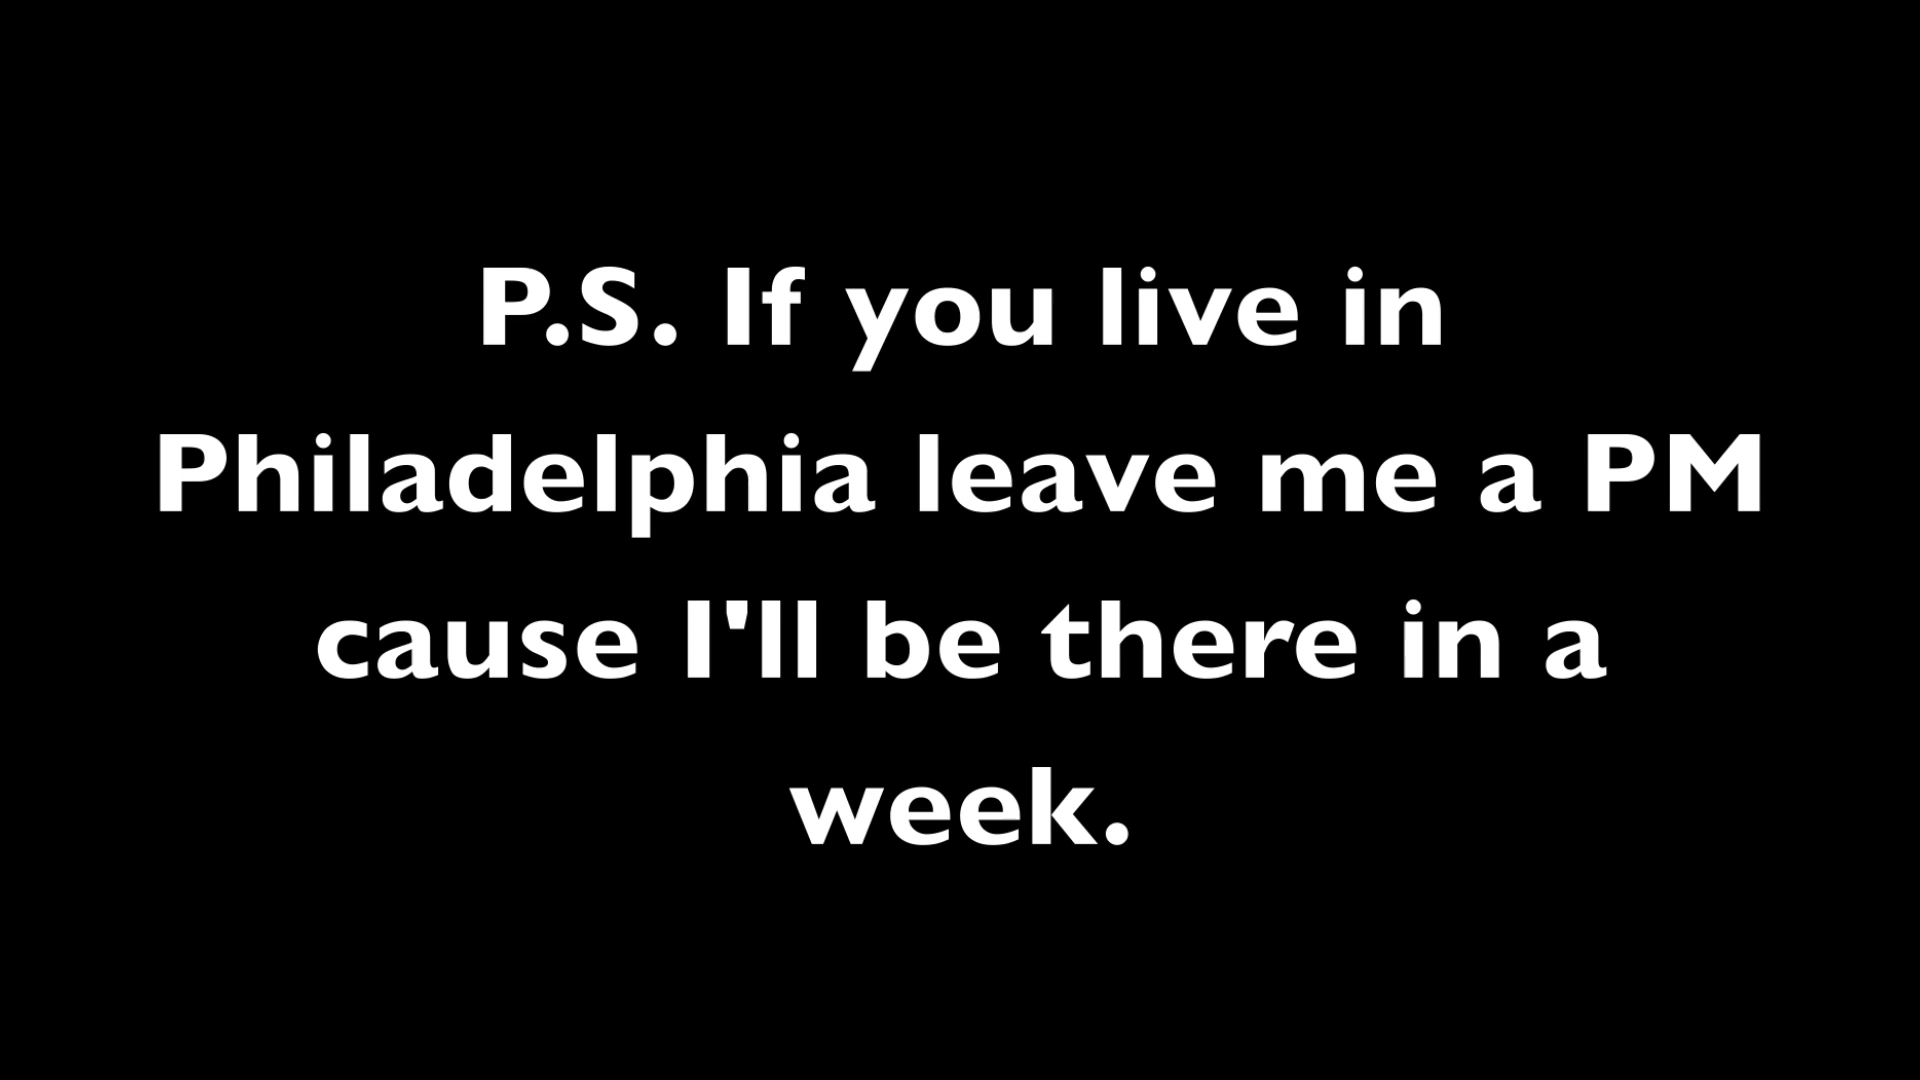 P.S. If you live in
Philadelphia leave me a PM
cause I'll be there in a
week.